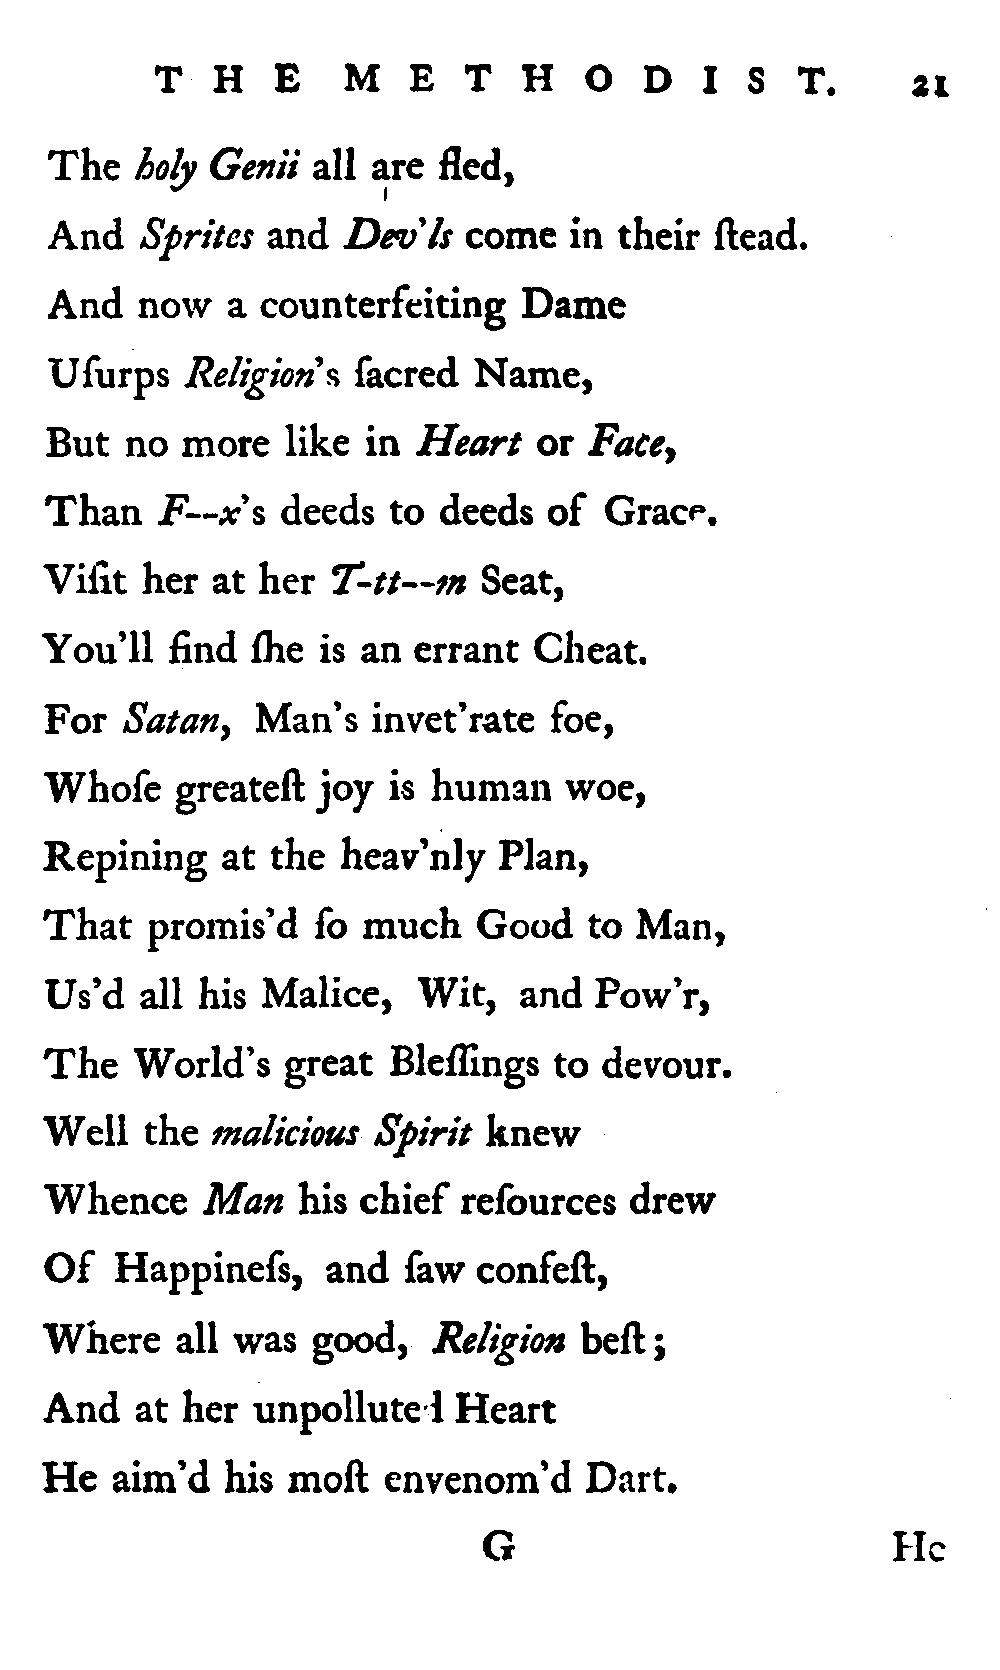 THE METHODIST. 21
The holy Genii all are fled,
And Sprites and Dev'ls come in their ſtead.
And now a counterfeiting Dame
Uſurps Religion's ſacred Name,
But no more like in Heart or Face,
Than F--x's deeds to deeds of Grace.
Viſit her at her T-tt--m Seat,
You'll find ſhe is an errant Cheat.
For Satan, Man's invet'rate foe,
Whoſe greateſt joy is human woe,
Repining at the heav'nly Plan,
That promis'd ſo much Good to Man,
Us'd all his Malice, Wit, and Pow'r,
The World's great Bleſſings to devour.
Well the malicious Spirit knew
Whence Man his chief reſources drew
Of Happineſs, and ſaw confeſt,
Where all was good, Religion beſt;
And at her unpolluted Heart
He aim'd his moſt envenom'd Dart.
G He